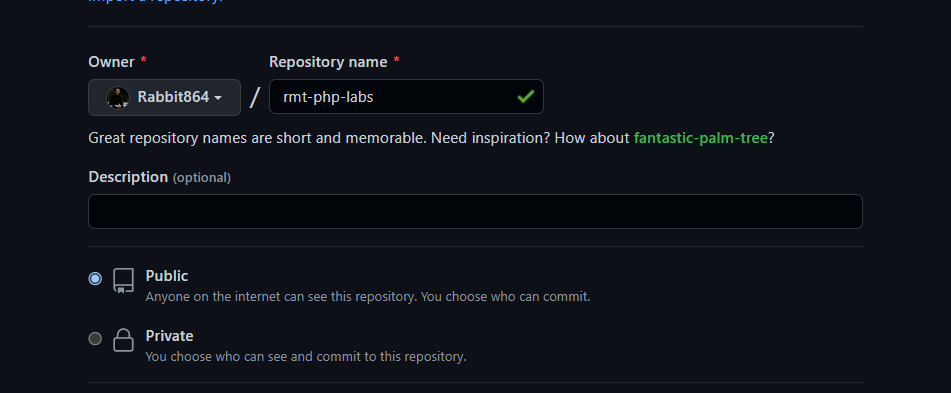 Import a repository.
Owner *
Repository name *
Rabbit864 / rmt-php-labs
Great repository names are short and memorable. Need inspiration? How about fantastic-palm-tree?
Description (optional)
Public
Anyone on the internet can see this repository. You choose who can commit.
Private
You choose who can see and commit to this repository.